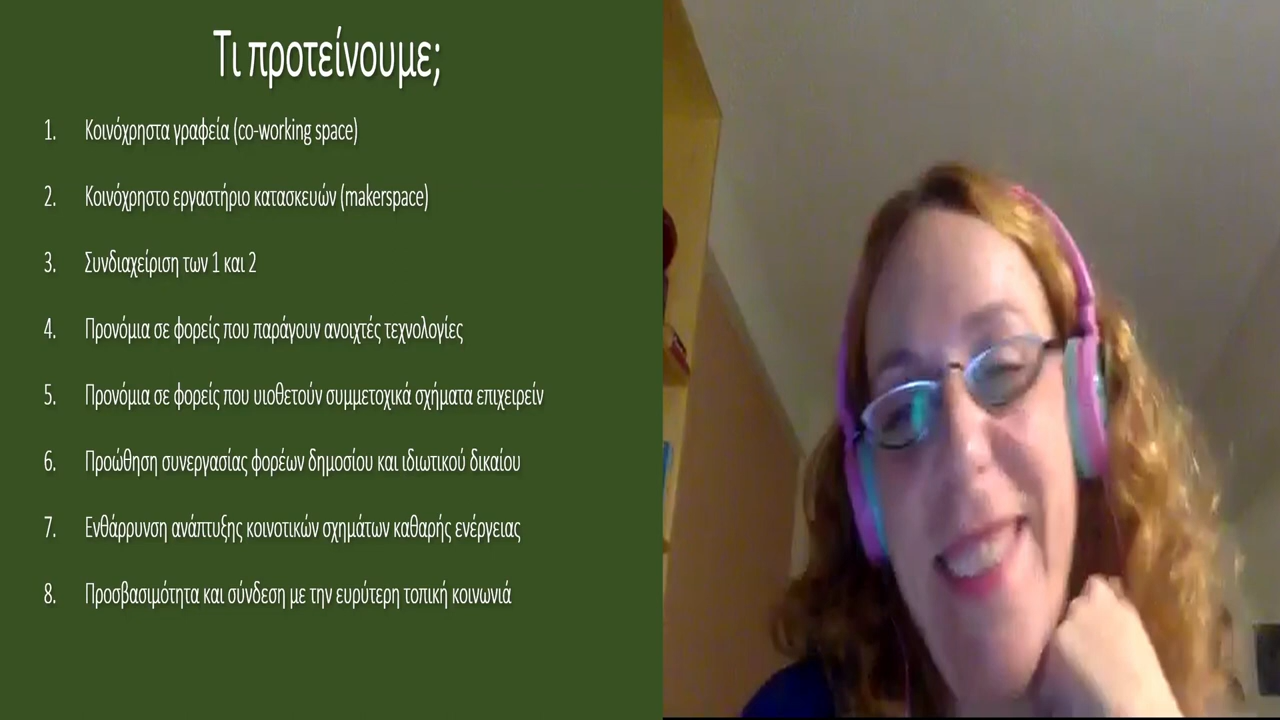 Τι προτείνουμε;
1. Κοινόχρηστα γραφεία (co-working space)
2. Κοινόχρηστο εργαστήριο κατασκευών (makerspace)
3. Συνδιαχείριση των 1 και 2
4. Προνόμια σε φορείς που παράγουν ανοιχτές τεχνολογίες
5. Προνόμια σε φορείς που υιοθετούν συμμετοχικά σχήματα επιχειρείν
6. Προώθηση συνεργασίας φορέων δημοσίου και ιδιωτικού δικαίου
7. Ενθάρρυνση ανάπτυξης κοινοτικών σχημάτων καθαρής ενέργειας
8. Προσβασιμότητα και σύνδεση με την ευρύτερη τοπική κοινωνιά